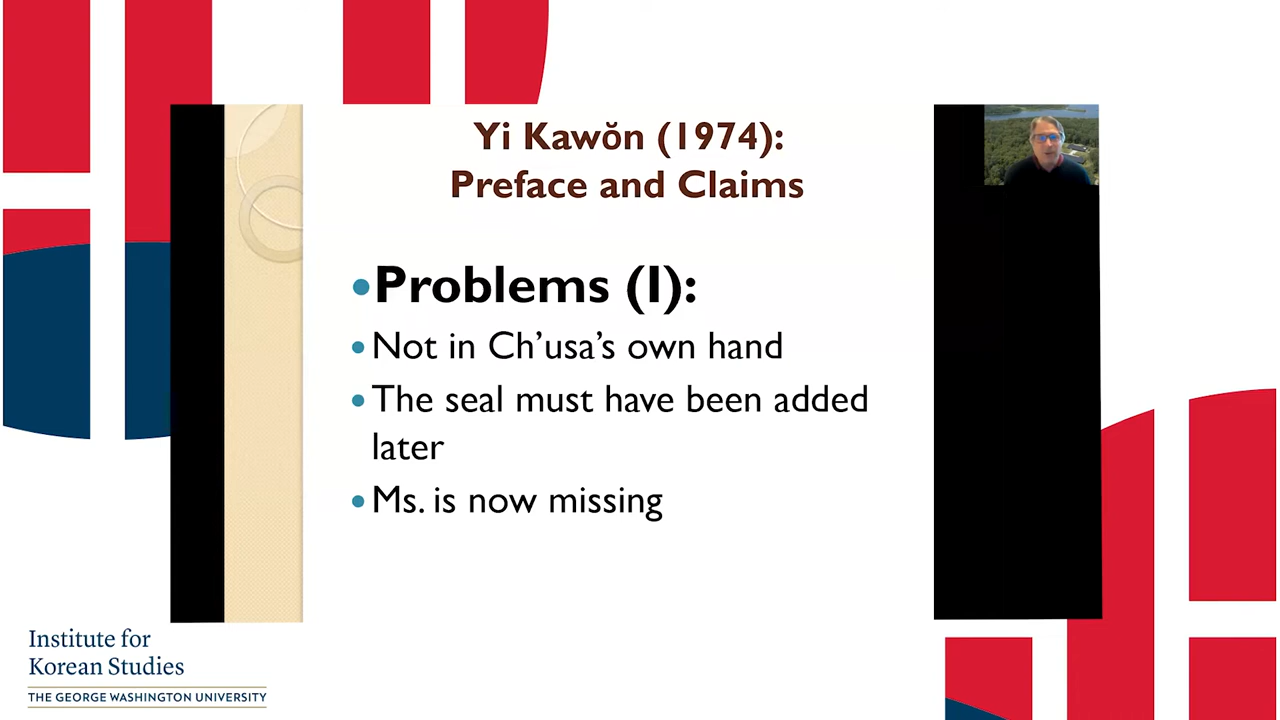 Yi Kawŏn (1974):
Preface and Claims
•Problems (I):
•Not in Ch’usa’s own hand
•The seal must have been added
later
•Ms. is now missing
Institute for
Korean Studies
THE GEORGE WASHINGTON UNIVERSITY